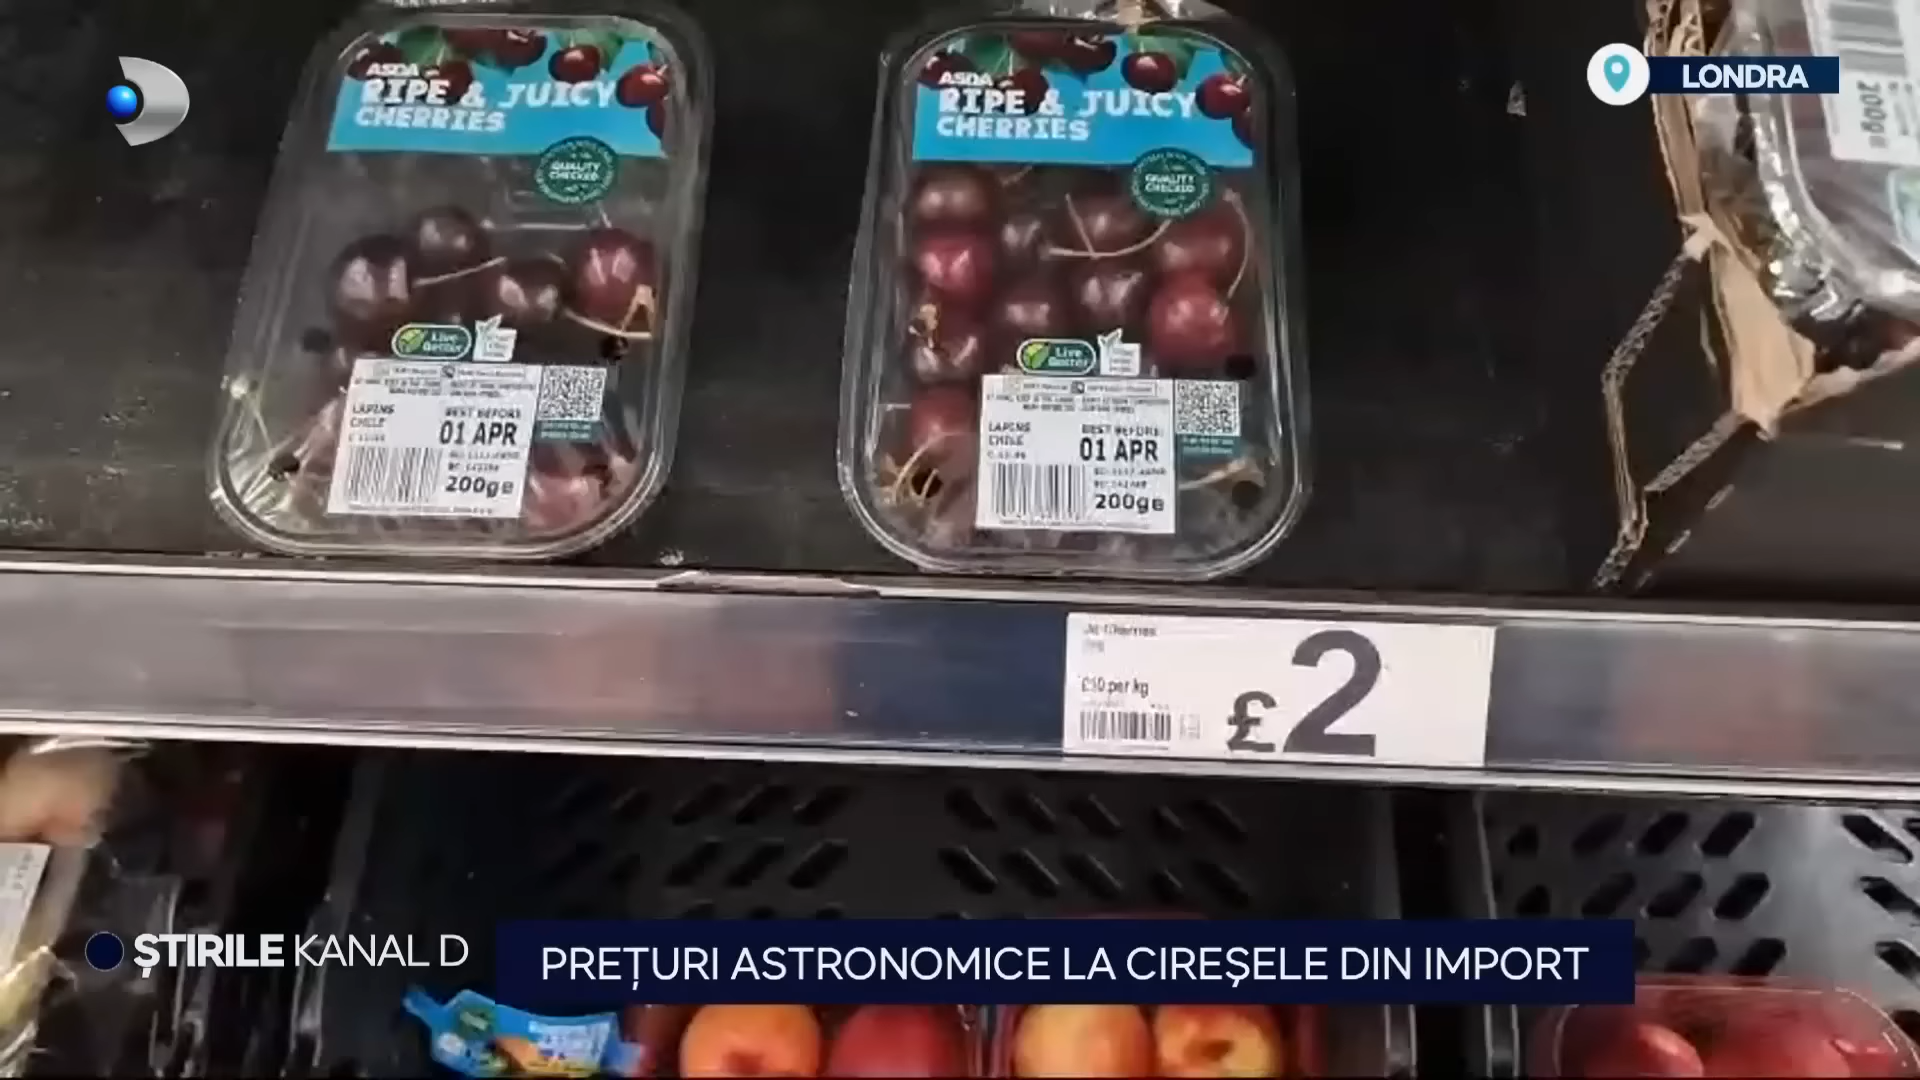 ASDA
RIPE & JUICY
CHERRIES
QUALITY
CHECKED
Live
Better
LAPINS
CHILE
BEST BEFORE
01 APR
200ge
ASDA
RIPE & JUICY
CHERRIES
QUALITY
CHECKED
Live
Better
LAPINS
CHILE
BEST BEFORE
01 APR
200ge
LONDRA
200g
£10 per kg
£2
ȘTIRILE KANAL D
PREȚURI ASTRONOMICE LA CIREȘELE DIN IMPORT